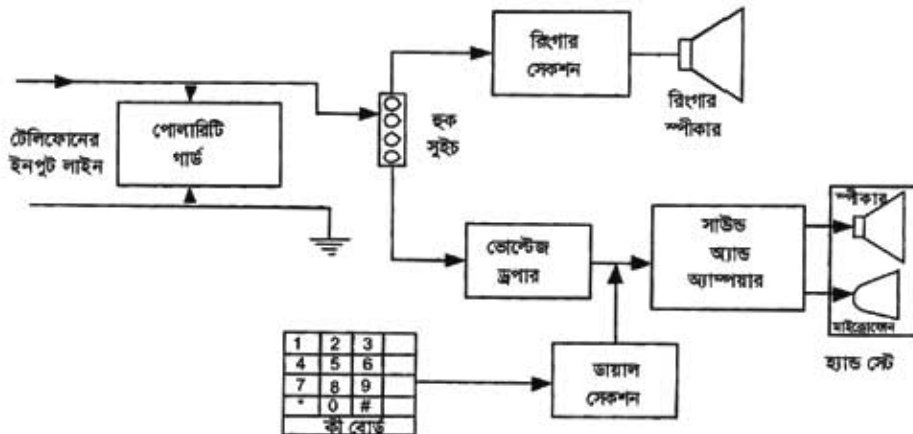 রিংগার
সেকশন
রিংগার
স্পীকার
টেলিফোনের
ইনপুট লাইন
পোলারিটি
গার্ড
হুক
সুইচ
ভোল্টেজ
ড্রপার
সাউন্ড
অ্যান্ড
অ্যাম্পয়ার
স্পীকার
মাইক্রোফোন
হ্যান্ড সেট
1 2 3
4 5 6
7 8 9
* 0 #
কী বোর্ড
ডায়াল
সেকশন